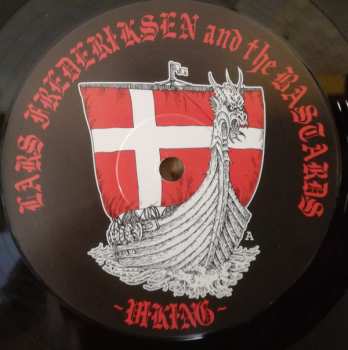 LARS FREDERIKSEN and the BASTARDS
A
-VIKING-